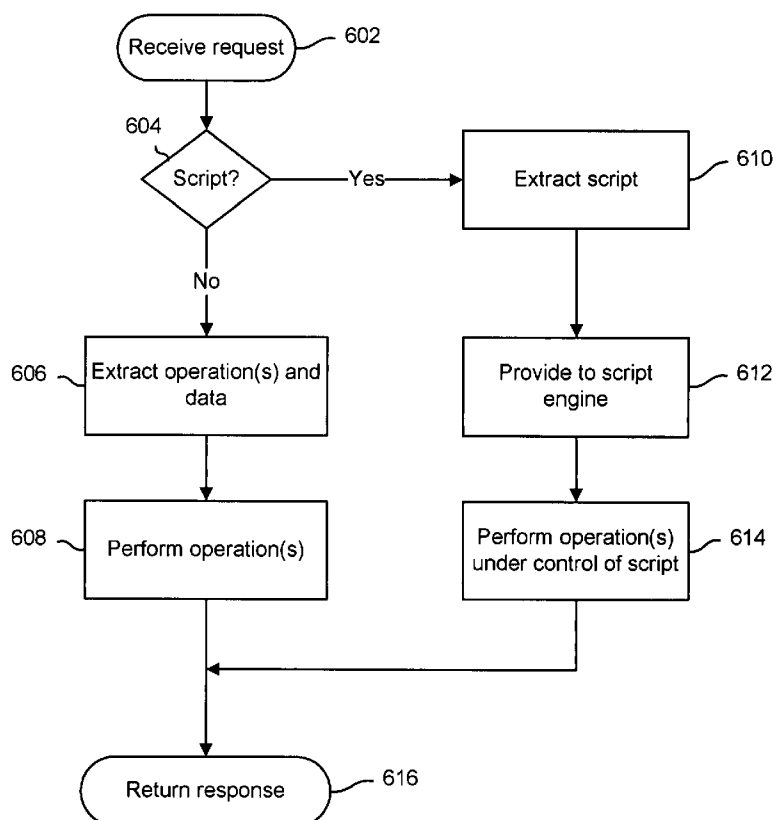 Receive request
602
604
Script?
Yes
Extract script
610
No
606
Extract operation(s) and
data
Provide to script
engine
612
608
Perform operation(s)
Perform operation(s)
under control of script
614
Return response
616